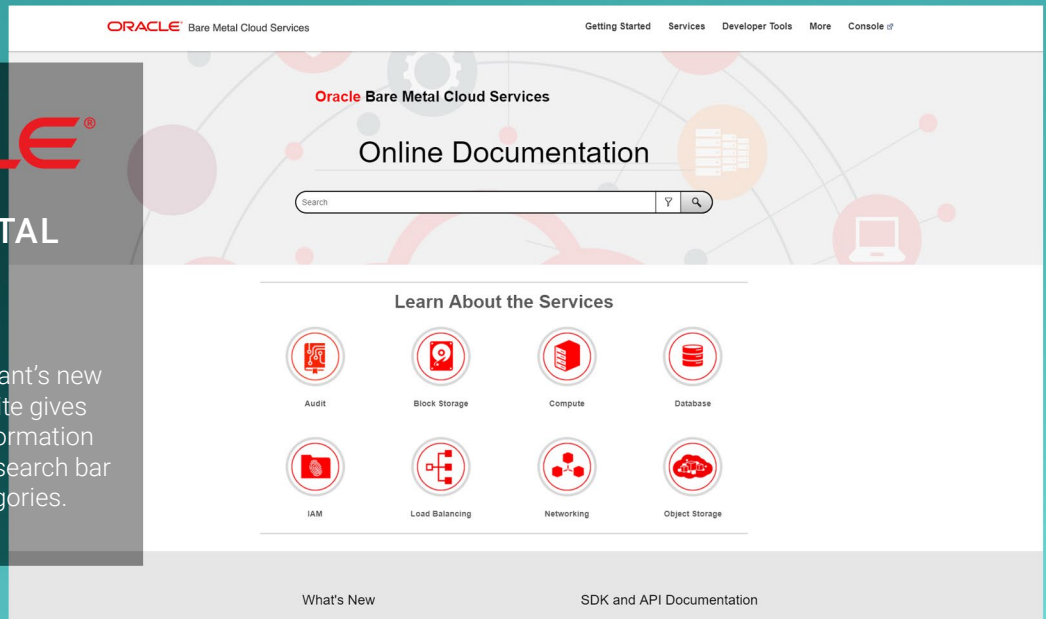 ORACLE Bare Metal Cloud Services
Getting Started Services Developer Tools More Console
Oracle Bare Metal Cloud Services
Online Documentation
Search
LE®
TAL
ant's new
ite gives
ormation
search bar
gories.
Learn About the Services
Audit Block Storage Compute Database
IAM Load Balancing Networking Object Storage
What's New SDK and API Documentation